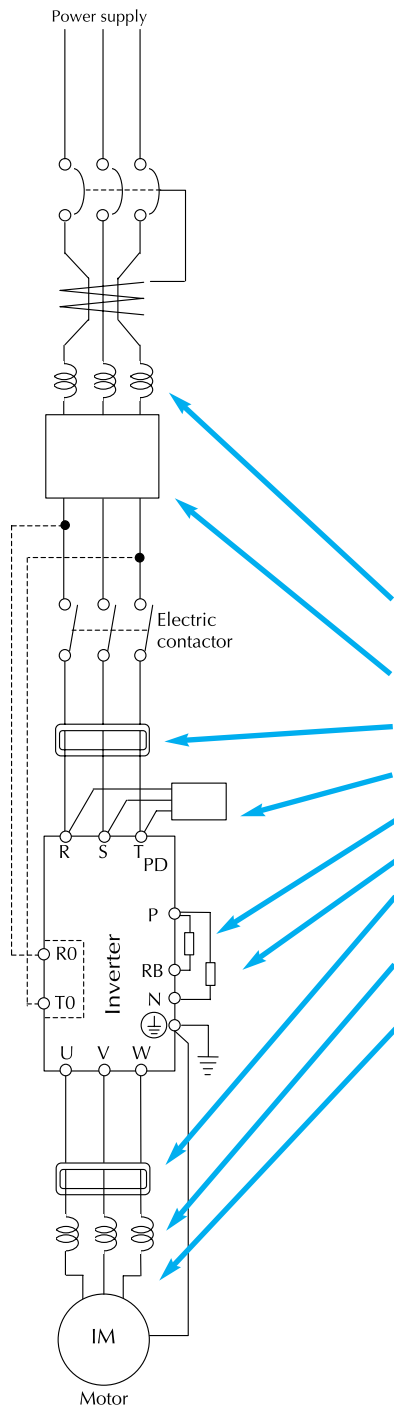 Power supply
Electric
contactor
R S T
PD
P
R0
RB
Inverter
N
T0
U V W
IM
Motor